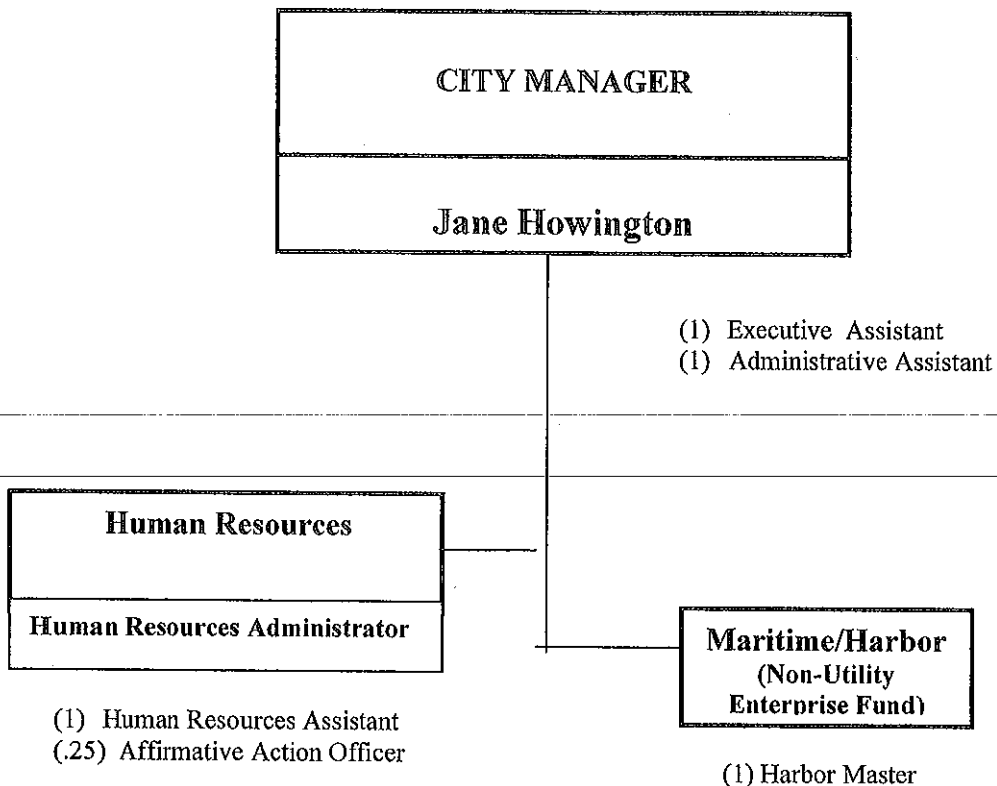 CITY MANAGER
Jane Howington
(1) Executive Assistant
(1) Administrative Assistant
Human Resources
Human Resources Administrator
(1) Human Resources Assistant
(.25) Affirmative Action Officer
Maritime/Harbor
(Non-Utility
Enterprise Fund)
(1) Harbor Master